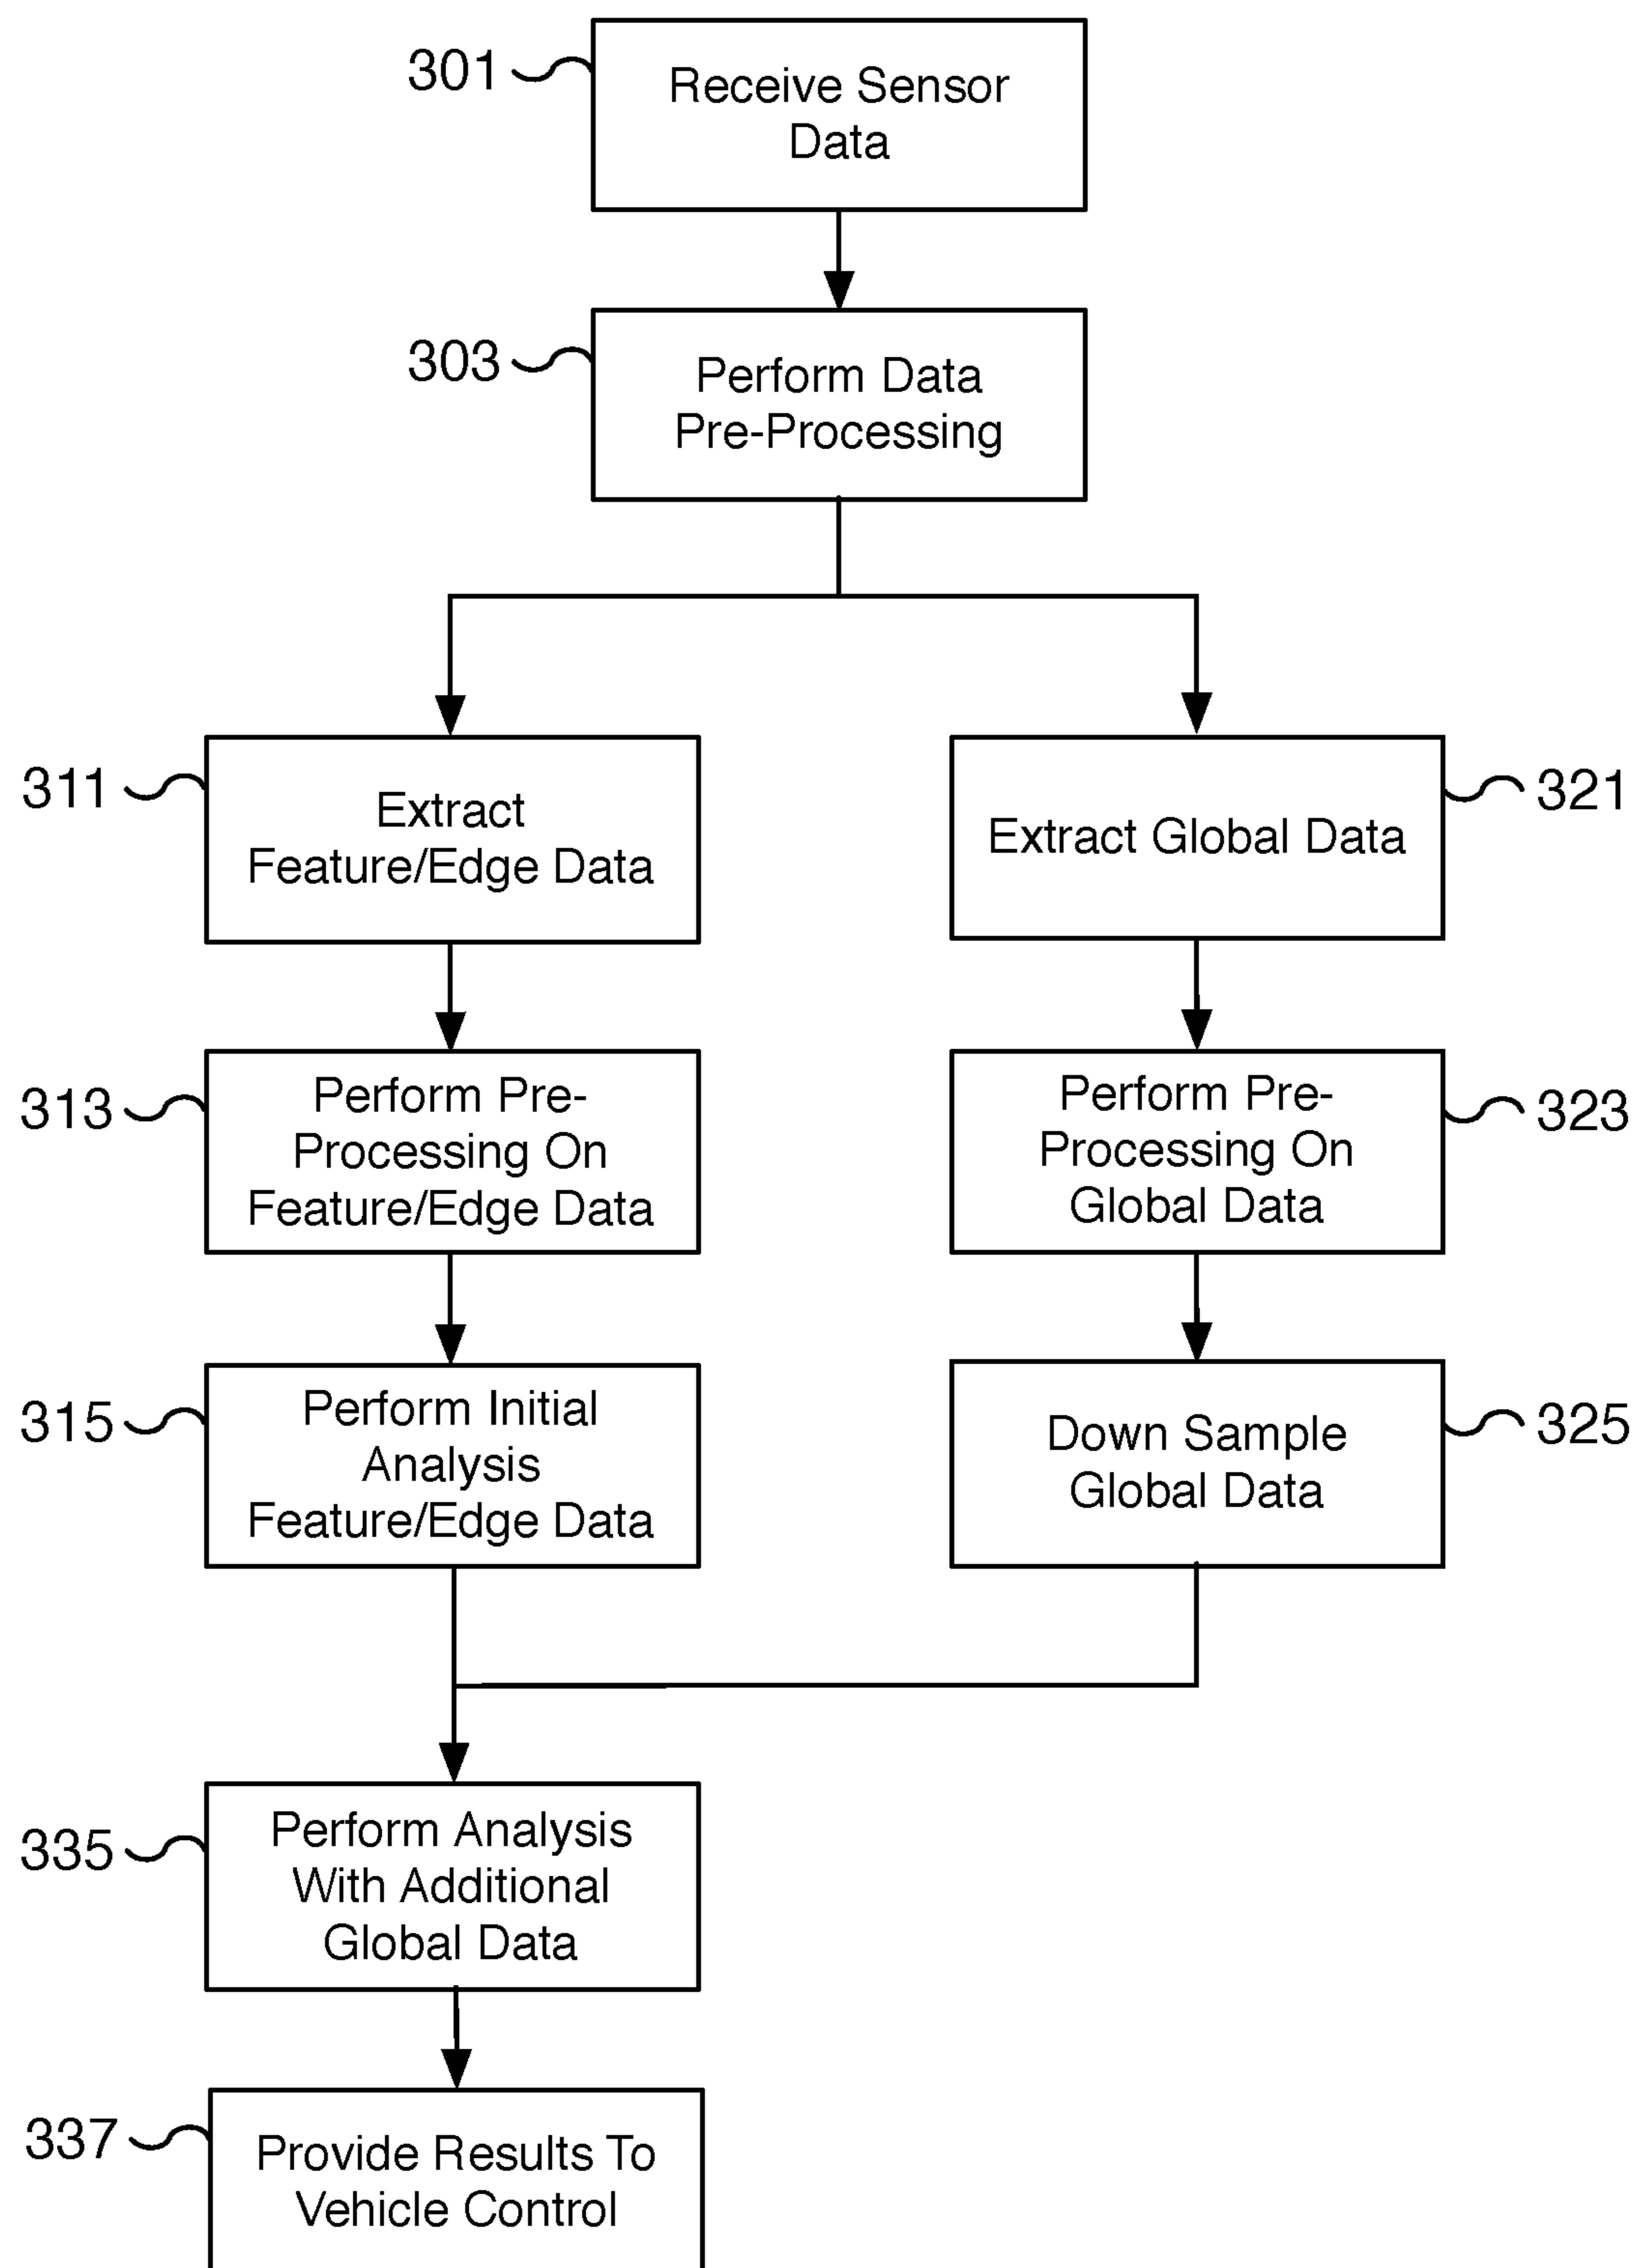 301
Receive Sensor
Data
303
Perform Data
Pre-Processing
311
Extract
Feature/Edge Data
321
Extract Global Data
313
Perform Pre-
Processing On
Feature/Edge Data
323
Perform Pre-
Processing On
Global Data
315
Perform Initial
Analysis
Feature/Edge Data
325
Down Sample
Global Data
335
Perform Analysis
With Additional
Global Data
337
Provide Results To
Vehicle Control